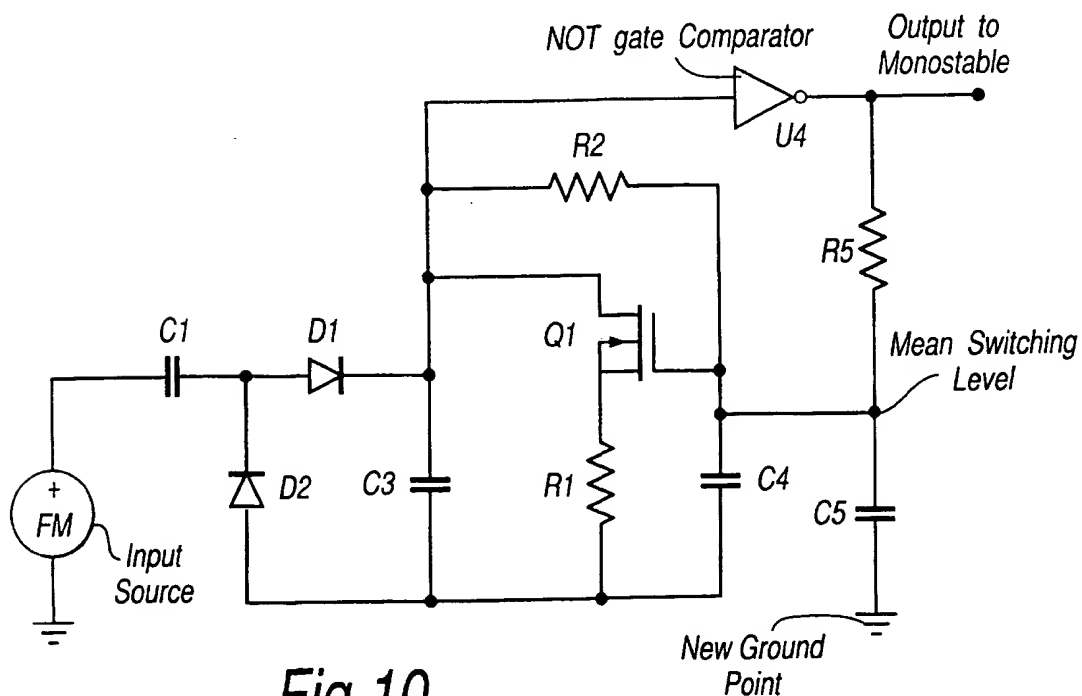 NOT gate Comparator
Output to
Monostable
U4
R2
R5
Q1
C1
D1
Mean Switching
Level
D2
C3
R1
C4
C5
+
FM
Input
Source
New Ground
Point
Fig.10